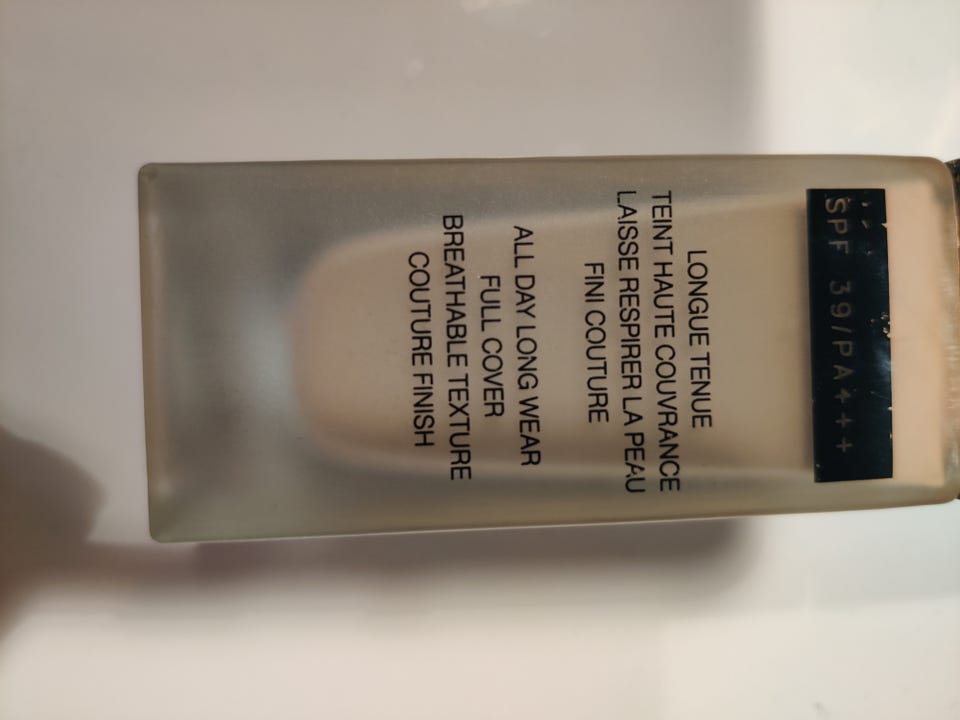 SPF 39/PA+++
LONGUE TENUE
TEINT HAUTE COUVRANCE
LAISSE RESPIRER LA PEAU
FINI COUTURE
ALL DAY LONG WEAR
FULL COVER
BREATHABLE TEXTURE
COUTURE FINISH